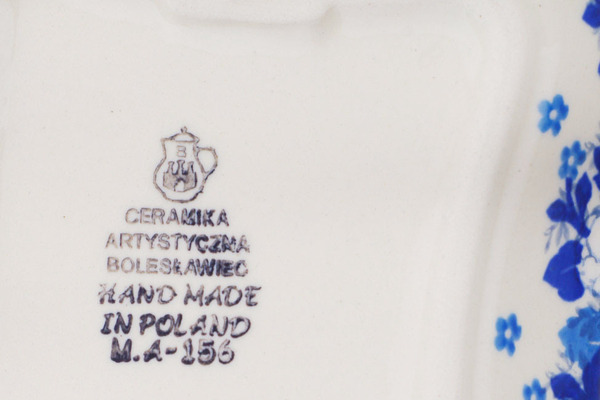 B
CERAMIKA
ARTYSTYCZNA
BOLESŁAWIEC
HAND MADE
IN POLAND
M.A-156